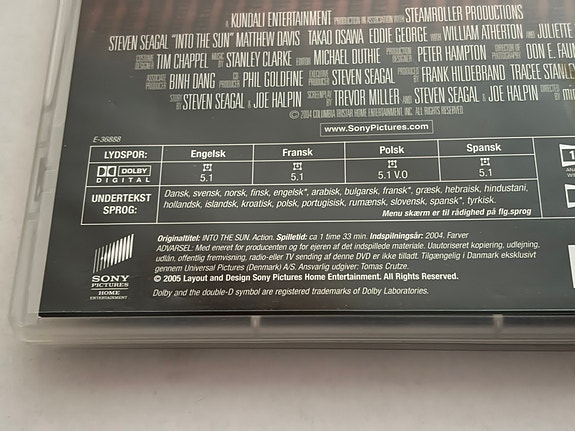 A KUNDALI ENTERTAINMENT PRODUCTION IN ASSOCIATION WITH STEAMROLLER PRODUCTIONS
STEVEN SEAGAL "INTO THE SUN" MATTHEW DAVIS TAKAO OSAWA EDDIE GEORGE WITH WILLIAM ATHERTON AND JULIETTE
COSTUME DESIGNER TIM CHAPPEL MUSIC BY STANLEY CLARKE EDITOR MICHAEL DUTHIE PRODUCTION DESIGNER PETER HAMPTON DIRECTOR OF PHOTOGRAPHY DON E.
ASSOCIATE PRODUCER BINH DANG CO PRODUCER PHIL GOLDFINE EXECUTIVE PRODUCER STEVEN SEAGAL PRODUCED BY FRANK HILDEBRAND TRACEE
STORY BY STEVEN SEAGAL & JOE HALPIN SCREENPLAY BY TREVOR MILLER AND STEVEN SEAGAL & JOE HALPIN DIRECTED BY
© 2004 COLUMBIA TRISTAR HOME ENTERTAINMENT, INC. ALL RIGHTS RESERVED
www.SonyPictures.com
E-36888
LYDSPOR: Engelsk Fransk Polsk Spansk
DOLBY DIGITAL 5.1 5.1 5.1 V.O 5.1
UNDERTEKST SPROG: Dansk, svensk, norsk, finsk, engelsk*, arabisk, bulgarsk, fransk*, græsk, hebraisk, hindustani,
hollandsk, islandsk, kroatisk, polsk, portugisisk, rumænsk, slovensk, spansk*, tyrkisk.
Menu skærm er til rådighed på flg.sprog
Originaltitel: INTO THE SUN. Action. Spilletid: ca 1 time 33 min. Indspilningsår: 2004. Farver
ADVARSEL: Med eneret for producenten og for ejeren af det indspillede materiale. Uautoriseret kopiering, udlejning,
udlån, offentlig fremvisning, radio-eller TV sending af denne DVD er ikke tilladt. Tilgængelig i Danmark eksklusivt
gennem Universal Pictures (Denmark) A/S. Ansvarlig udgiver: Tomas Crutze.
© 2005 Layout and Design Sony Pictures Home Entertainment. All Rights Reserved.
Dolby and the double-D symbol are registered trademarks of Dolby Laboratories.
SONY
PICTURES
HOME
ENTERTAINMENT